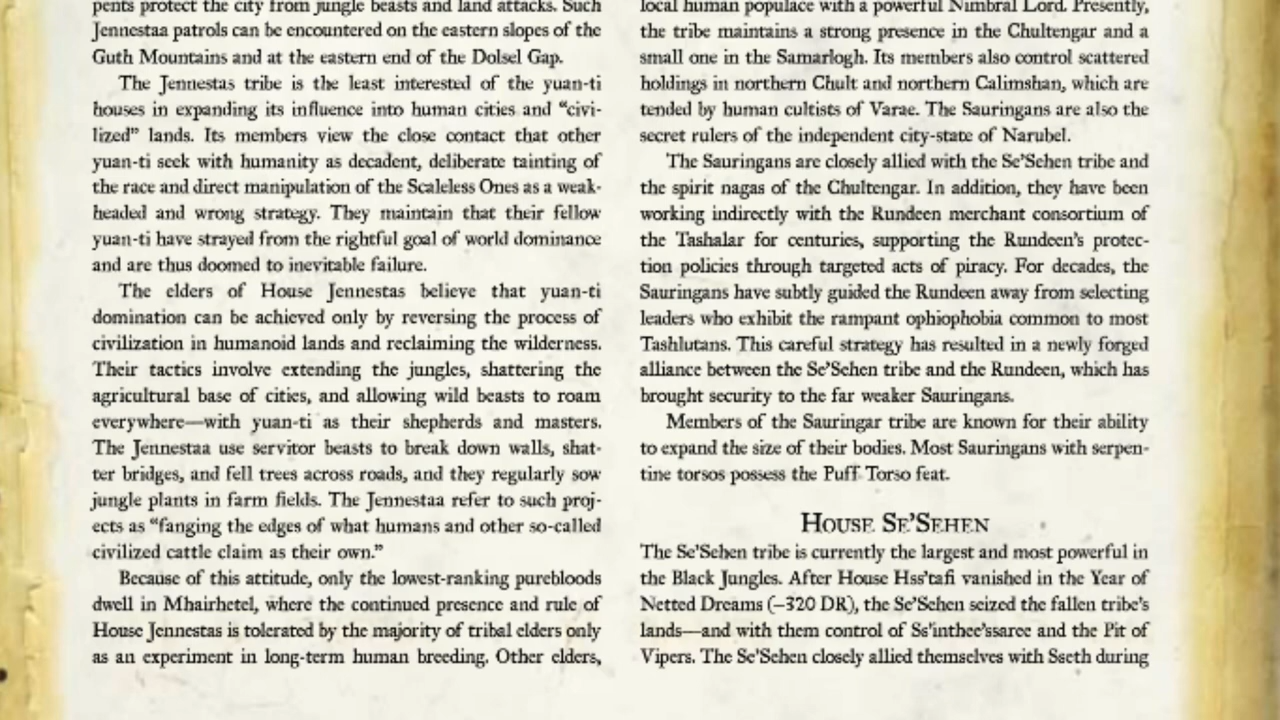 pents protect the city from jungle beasts and land attacks. Such
Jennestaa patrols can be encountered on the eastern slopes of the
Guth Mountains and at the eastern end of the Dolsel Gap.
The Jennestas tribe is the least interested of the yuan-ti
houses in expanding its influence into human cities and “civi-
lized” lands. Its members view the close contact that other
yuan-ti seek with humanity as decadent, deliberate tainting of
the race and direct manipulation of the Scaleless Ones as a weak-
headed and wrong strategy. They maintain that their fellow
yuan-ti have strayed from the rightful goal of world dominance
and are thus doomed to inevitable failure.
The elders of House Jennestas believe that yuan-ti
domination can be achieved only by reversing the process of
civilization in humanoid lands and reclaiming the wilderness.
Their tactics involve extending the jungles, shattering the
agricultural base of cities, and allowing wild beasts to roam
everywhere—with yuan-ti as their shepherds and masters.
The Jennestaa use servitor beasts to break down walls, shat-
ter bridges, and fell trees across roads, and they regularly sow
jungle plants in farm fields. The Jennestaa refer to such proj-
ects as “fanging the edges of what humans and other so-called
civilized cattle claim as their own.”
Because of this attitude, only the lowest-ranking purebloods
dwell in Mhairhetel, where the continued presence and rule of
House Jennestas is tolerated by the majority of tribal elders only
as an experiment in long-term human breeding. Other elders,
local human populace with a powerful Nimbral Lord. Presently,
the tribe maintains a strong presence in the Chultengar and a
small one in the Samarlogh. Its members also control scattered
holdings in northern Chult and northern Calimshan, which are
tended by human cultists of Varae. The Sauringans are also the
secret rulers of the independent city-state of Narubel.
The Sauringans are closely allied with the Se’Sehen tribe and
the spirit nagas of the Chultengar. In addition, they have been
working indirectly with the Rundeen merchant consortium of
the Tashalar for centuries, supporting the Rundeen’s protec-
tion policies through targeted acts of piracy. For decades, the
Sauringans have subtly guided the Rundeen away from selecting
leaders who exhibit the rampant ophiophobia common to most
Tashlutans. This careful strategy has resulted in a newly forged
alliance between the Se’Sehen tribe and the Rundeen, which has
brought security to the far weaker Sauringans.
Members of the Sauringar tribe are known for their ability
to expand the size of their bodies. Most Sauringans with serpen-
tine torsos possess the Puff Torso feat.
House Se’Sehen
The Se’Sehen tribe is currently the largest and most powerful in
the Black Jungles. After House Hss’tafi vanished in the Year of
Netted Dreams (–320 DR), the Se’Sehen seized the fallen tribe’s
lands—and with them control of Ss’inthee’ssaree and the Pit of
Vipers. The Se’Sehen closely allied themselves with Sseth during